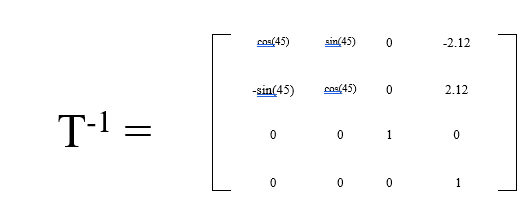 cos(45) sin(45) 0 -2.12
-sin(45) cos(45) 0 2.12
T-1 =
0 0 1 0
0 0 0 1